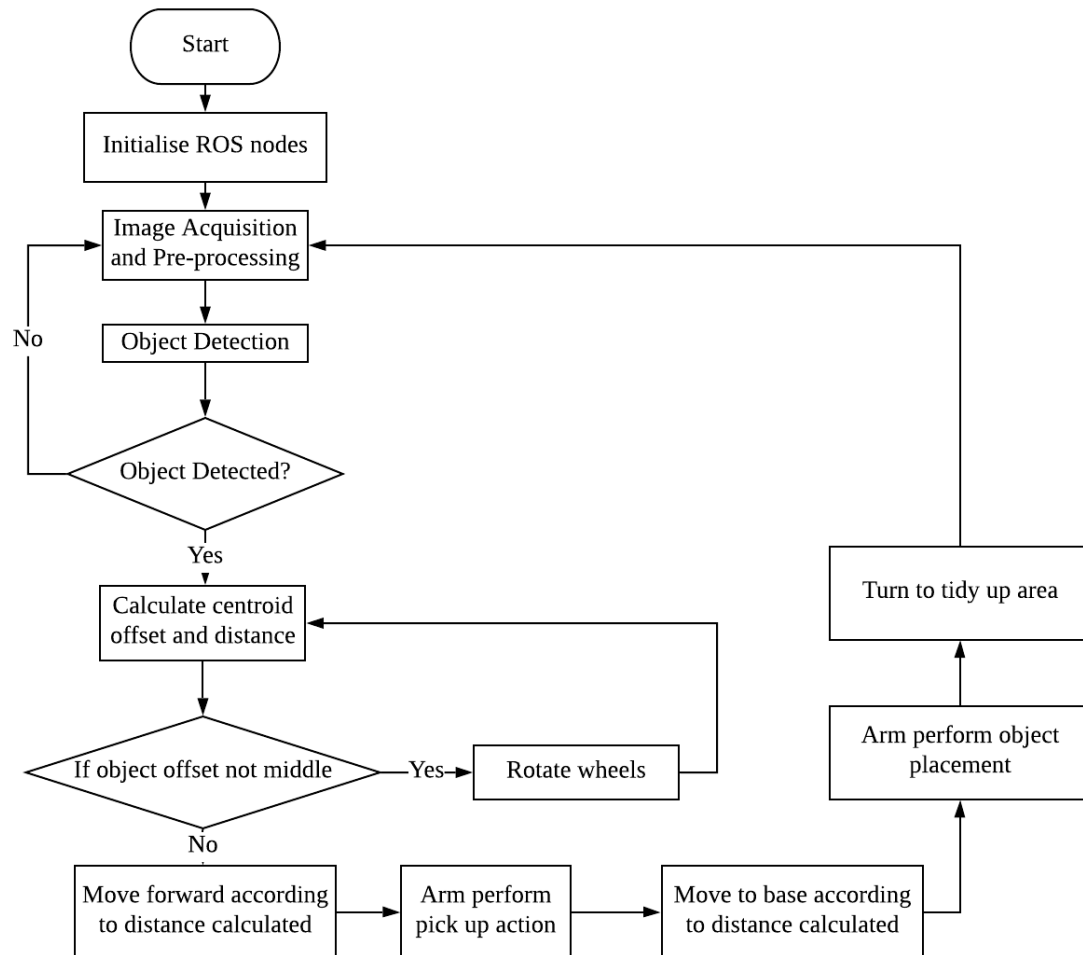 Start
Initialise ROS nodes
Image Acquisition
and Pre-processing
No
Object Detection
Object Detected?
Yes
Calculate centroid
offset and distance
If object offset not middle
Yes
Rotate wheels
No
Move forward according
to distance calculated
Arm perform
pick up action
Move to base according
to distance calculated
Arm perform object
placement
Turn to tidy up area